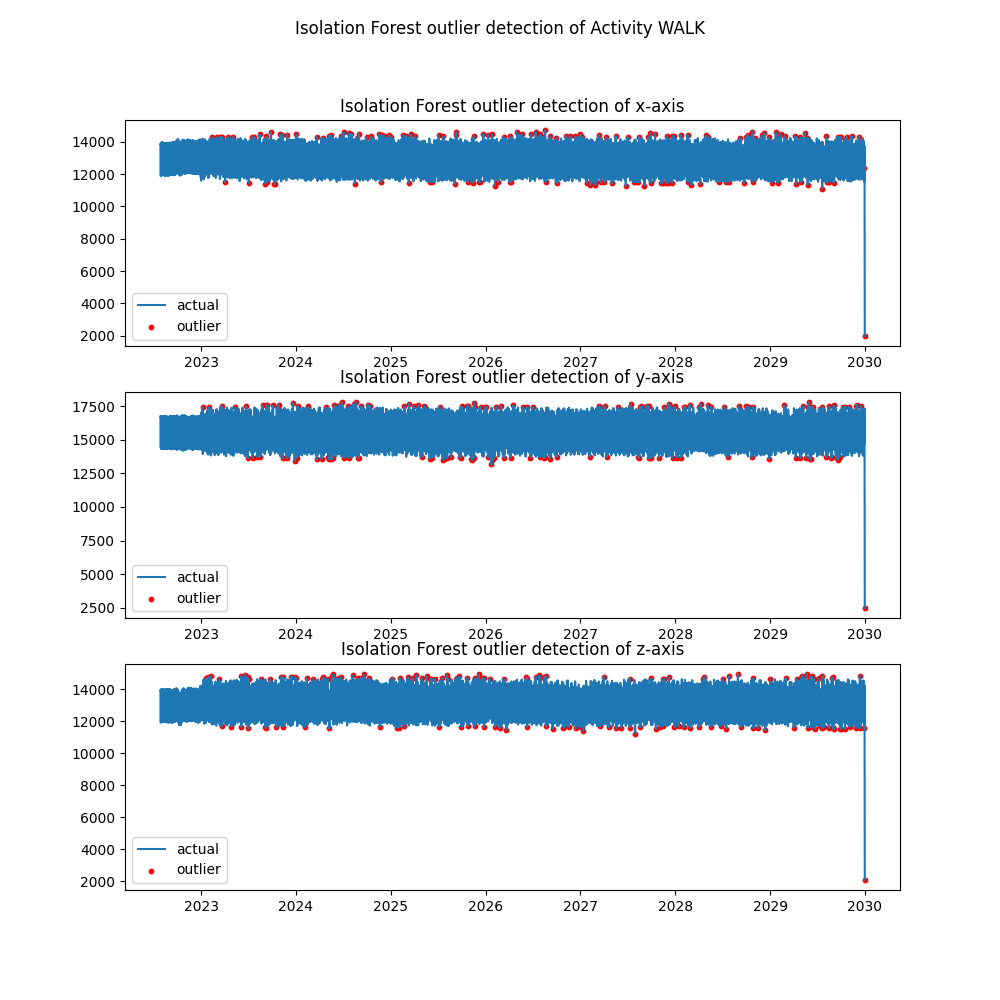 Isolation Forest outlier detection of Activity WALK
Isolation Forest outlier detection of x-axis
14000
12000
10000
8000
6000
4000
2000
actual
outlier
2023 2024 2025 2026 2027 2028 2029 2030
Isolation Forest outlier detection of y-axis
17500
15000
12500
10000
7500
5000
2500
actual
outlier
2023 2024 2025 2026 2027 2028 2029 2030
Isolation Forest outlier detection of z-axis
14000
12000
10000
8000
6000
4000
2000
actual
outlier
2023 2024 2025 2026 2027 2028 2029 2030